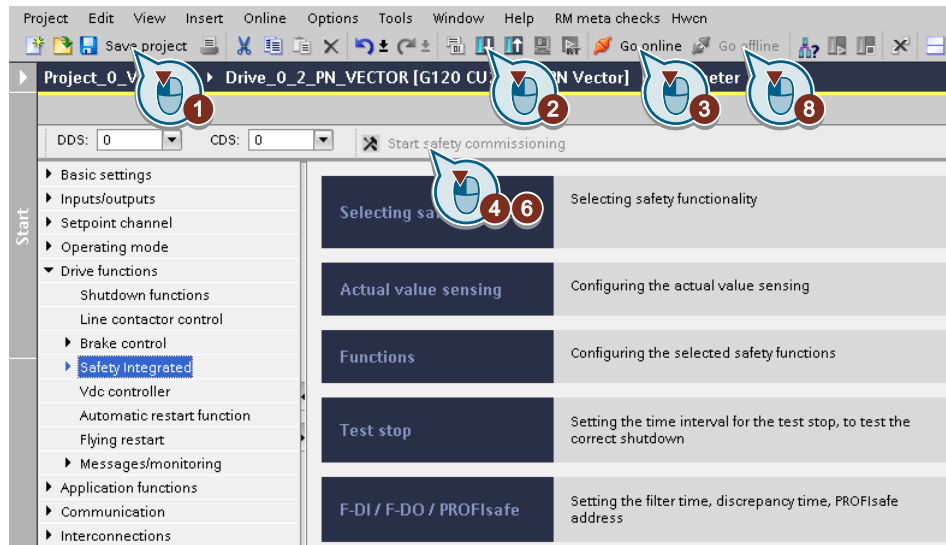 Project Edit View Insert Online Options Tools Window Help RM meta checks Hwcn
Save project Go online Go offline
Project_0_V Drive_0_2_PN_VECTOR [G120 CU PN Vector] eter
1 2 3 8
DDS: 0 CDS: 0 Start safety commissioning
4 6
Start
Basic settings
Inputs/outputs
Setpoint channel
Operating mode
Drive functions
Shutdown functions
Line contactor control
Brake control
Safety Integrated
Vdc controller
Automatic restart function
Flying restart
Messages/monitoring
Application functions
Communication
Interconnections
Selecting sa
Selecting safety functionality
Actual value sensing
Configuring the actual value sensing
Functions
Configuring the selected safety functions
Test stop
Setting the time interval for the test stop, to test the
correct shutdown
F-DI / F-DO / PROFIsafe
Setting the filter time, discrepancy time, PROFIsafe
address